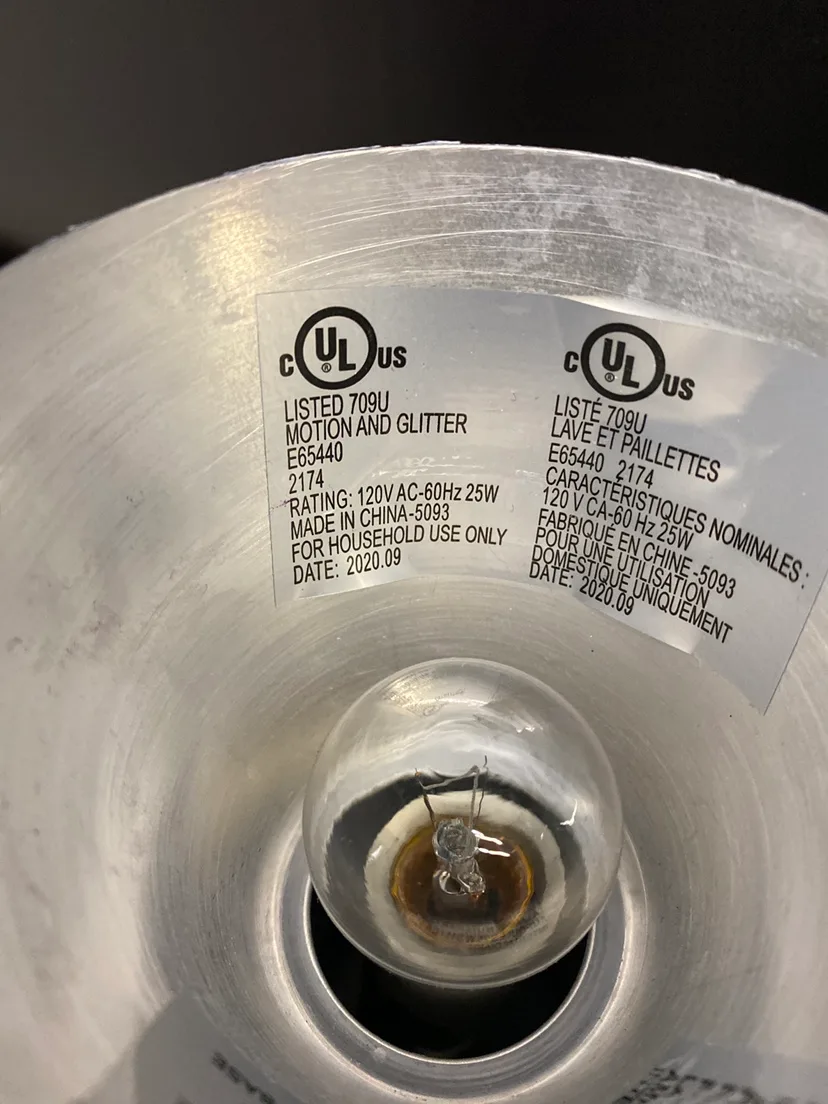 C UL ® US
LISTED 709U
MOTION AND GLITTER
E65440
2174
RATING: 120V AC-60Hz 25W
MADE IN CHINA-5093
FOR HOUSEHOLD USE ONLY
DATE: 2020.09
C UL ® US
LISTÉ 709U
LAVE ET PAILLETTES
E65440 2174
CARACTÉRISTIQUES NOMINALES :
120 V CA-60 Hz 25W
FABRIQUÉ EN CHINE -5093
POUR UNE UTILISATION
DOMESTIQUE UNIQUEMENT
DATE: 2020.09
BASE